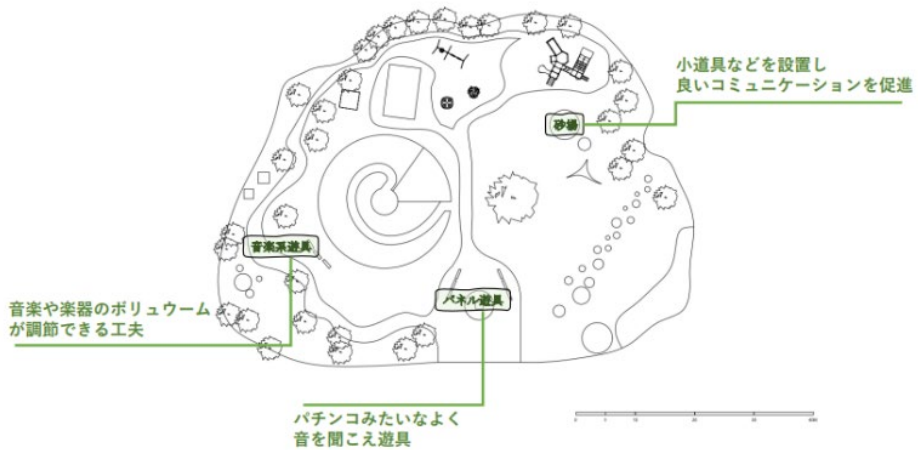 小道具などを設置し
良いコミュニケーションを促進
砂場
音楽系遊具
パネル遊具
音楽や楽器のボリュウーム
が調節できる工夫
パチンコみたいなよく
音を聞こえ遊具